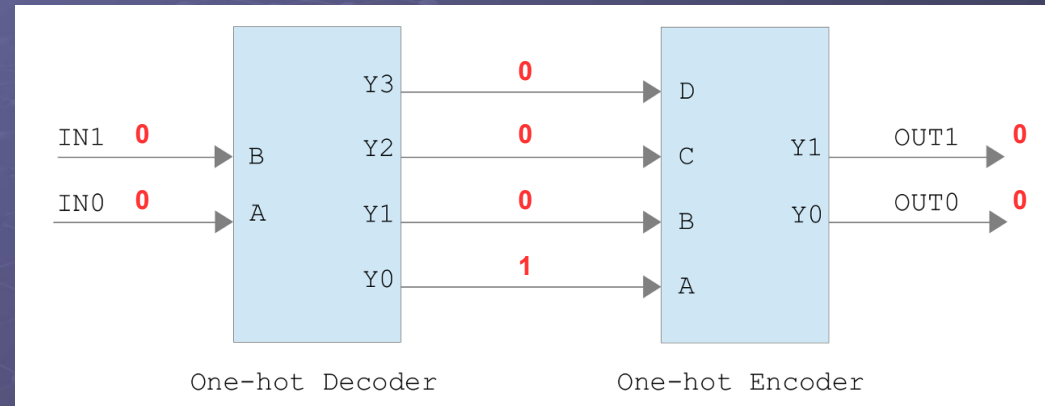 Y3 0 D
IN1 0 B Y2 0 C Y1 OUT1 0
IN0 0 A Y1 0 B Y0 OUT0 0
Y0 1 A
One-hot Decoder One-hot Encoder